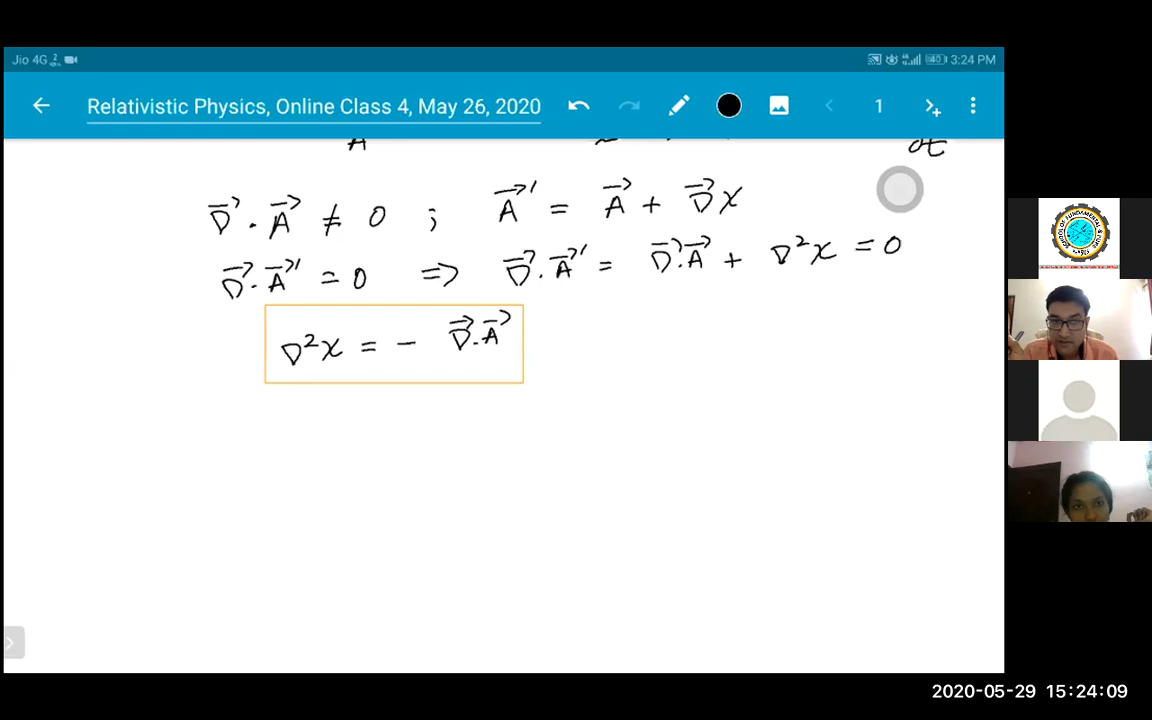 Jio 4G 3:24 PM
Relativistic Physics, Online Class 4, May 26, 2020 1
A ∂t
∇⃗ · A⃗ ≠ 0 ; A⃗' = A⃗ + ∇⃗χ
∇⃗ · A⃗' = 0 ⇒ ∇⃗ · A⃗' = ∇⃗ · A⃗ + ∇²χ = 0
∇²χ = - ∇⃗ · A⃗
2020-05-29 15:24:09